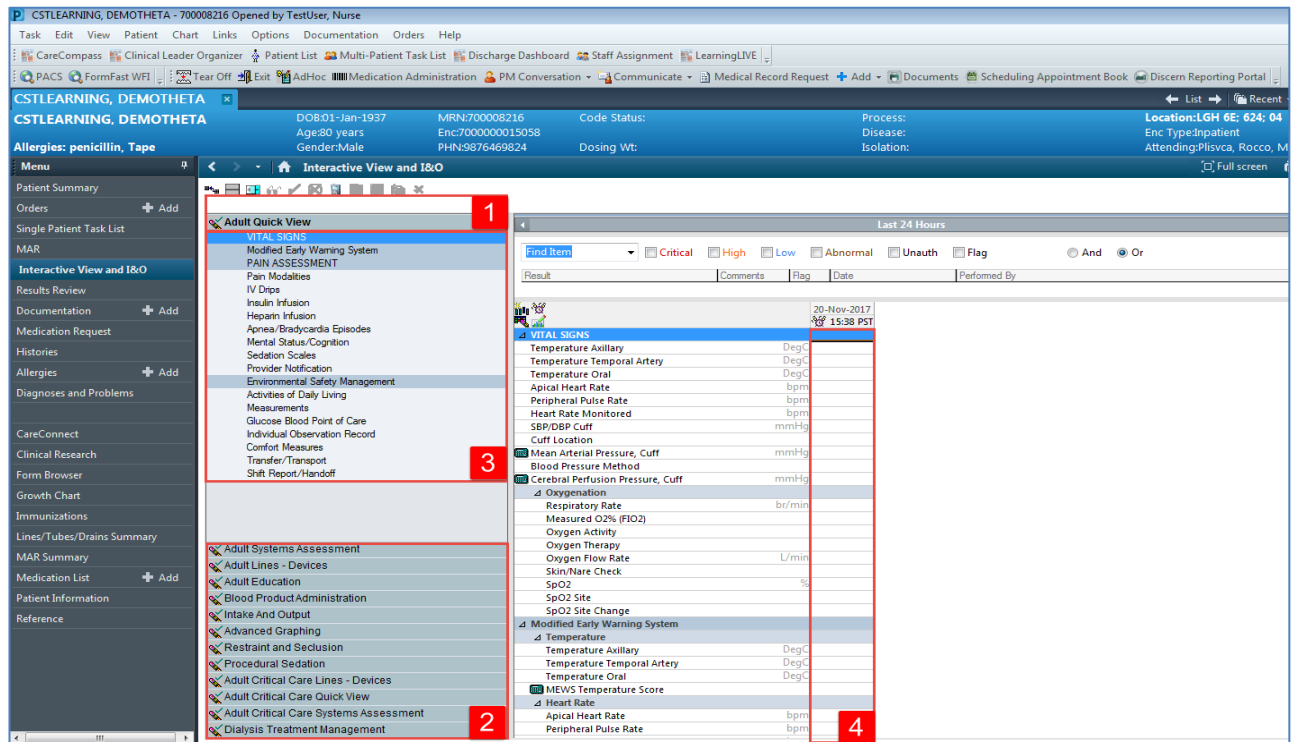 P CSTLEARNING, DEMOTHETA - 700008216 Opened by TestUser, Nurse
Task Edit View Patient Chart Links Options Documentation Orders Help
CareCompass Clinical Leader Organizer Patient List Multi-Patient Task List Discharge Dashboard Staff Assignment LearningLIVE
PACS FormFast WFI Tear Off Exit AdHoc Medication Administration PM Conversation Communicate Medical Record Request Add Documents Scheduling Appointment Book Discern Reporting Portal
CSTLEARNING, DEMOTHETA List Recent
CSTLEARNING, DEMOTHETA DOB:01-Jan-1937 MRN:700008216 Code Status: Process: Location:LGH 6E; 624; 04
Age:80 years Enc:7000000015058 Disease: Enc Type:Inpatient
Allergies: penicillin, Tape Gender:Male PHN:9876469824 Dosing Wt: Isolation: Attending:Plisvca, Rocco, M
Menu
Interactive View and I&O Full screen
Patient Summary
Orders Add
Single Patient Task List
MAR
Interactive View and I&O
Results Review
Documentation Add
Medication Request
Histories
Allergies Add
Diagnoses and Problems
CareConnect
Clinical Research
Form Browser
Growth Chart
Immunizations
Lines/Tubes/Drains Summary
MAR Summary
Medication List Add
Patient Information
Reference
1
Adult Quick View
VITAL SIGNS
Modified Early Warning System
PAIN ASSESSMENT
Pain Modalities
IV Drips
Insulin Infusion
Heparin Infusion
Apnea/Bradycardia Episodes
Mental Status/Cognition
Sedation Scales
Provider Notification
Environmental Safety Management
Activities of Daily Living
Measurements
Glucose Blood Point of Care
Individual Observation Record
Comfort Measures
Transfer/Transport
Shift Report/Handoff
3
Adult Systems Assessment
Adult Lines - Devices
Adult Education
Blood Product Administration
Intake And Output
Advanced Graphing
Restraint and Seclusion
Procedural Sedation
Adult Critical Care Lines - Devices
Adult Critical Care Quick View
Adult Critical Care Systems Assessment
Dialysis Treatment Management
2
Last 24 Hours
Find Item Critical High Low Abnormal Unauth Flag And Or
Result Comments Flag Date Performed By
20-Nov-2017
15:38 PST
VITAL SIGNS
Temperature Axillary DegC
Temperature Temporal Artery DegC
Temperature Oral DegC
Apical Heart Rate bpm
Peripheral Pulse Rate bpm
Heart Rate Monitored bpm
SBP/DBP Cuff mmHg
Cuff Location
Mean Arterial Pressure, Cuff mmHg
Blood Pressure Method
Cerebral Perfusion Pressure, Cuff mmHg
Oxygenation
Respiratory Rate br/min
Measured O2% (FIO2)
Oxygen Activity
Oxygen Therapy
Oxygen Flow Rate L/min
Skin/Nare Check
SpO2 %
SpO2 Site
SpO2 Site Change
Modified Early Warning System
Temperature
Temperature Axillary DegC
Temperature Temporal Artery DegC
Temperature Oral DegC
MEWS Temperature Score
Heart Rate
Apical Heart Rate bpm
Peripheral Pulse Rate bpm
4